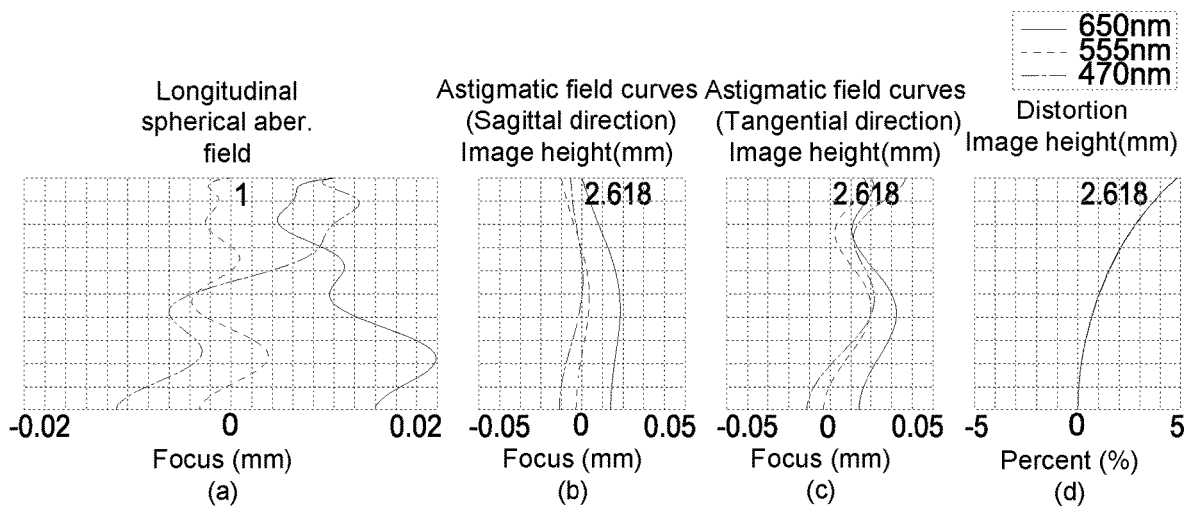 650nm
555nm
470nm
Longitudinal
spherical aber.
field
1
-0.02 0 0.02
Focus (mm)
(a)
Astigmatic field curves
(Sagittal direction)
Image height(mm)
2.618
-0.05 0 0.05
Focus (mm)
(b)
Astigmatic field curves
(Tangential direction)
Image height(mm)
2.618
-0.05 0 0.05
Focus (mm)
(c)
Distortion
Image height(mm)
2.618
-5 0 5
Percent (%)
(d)